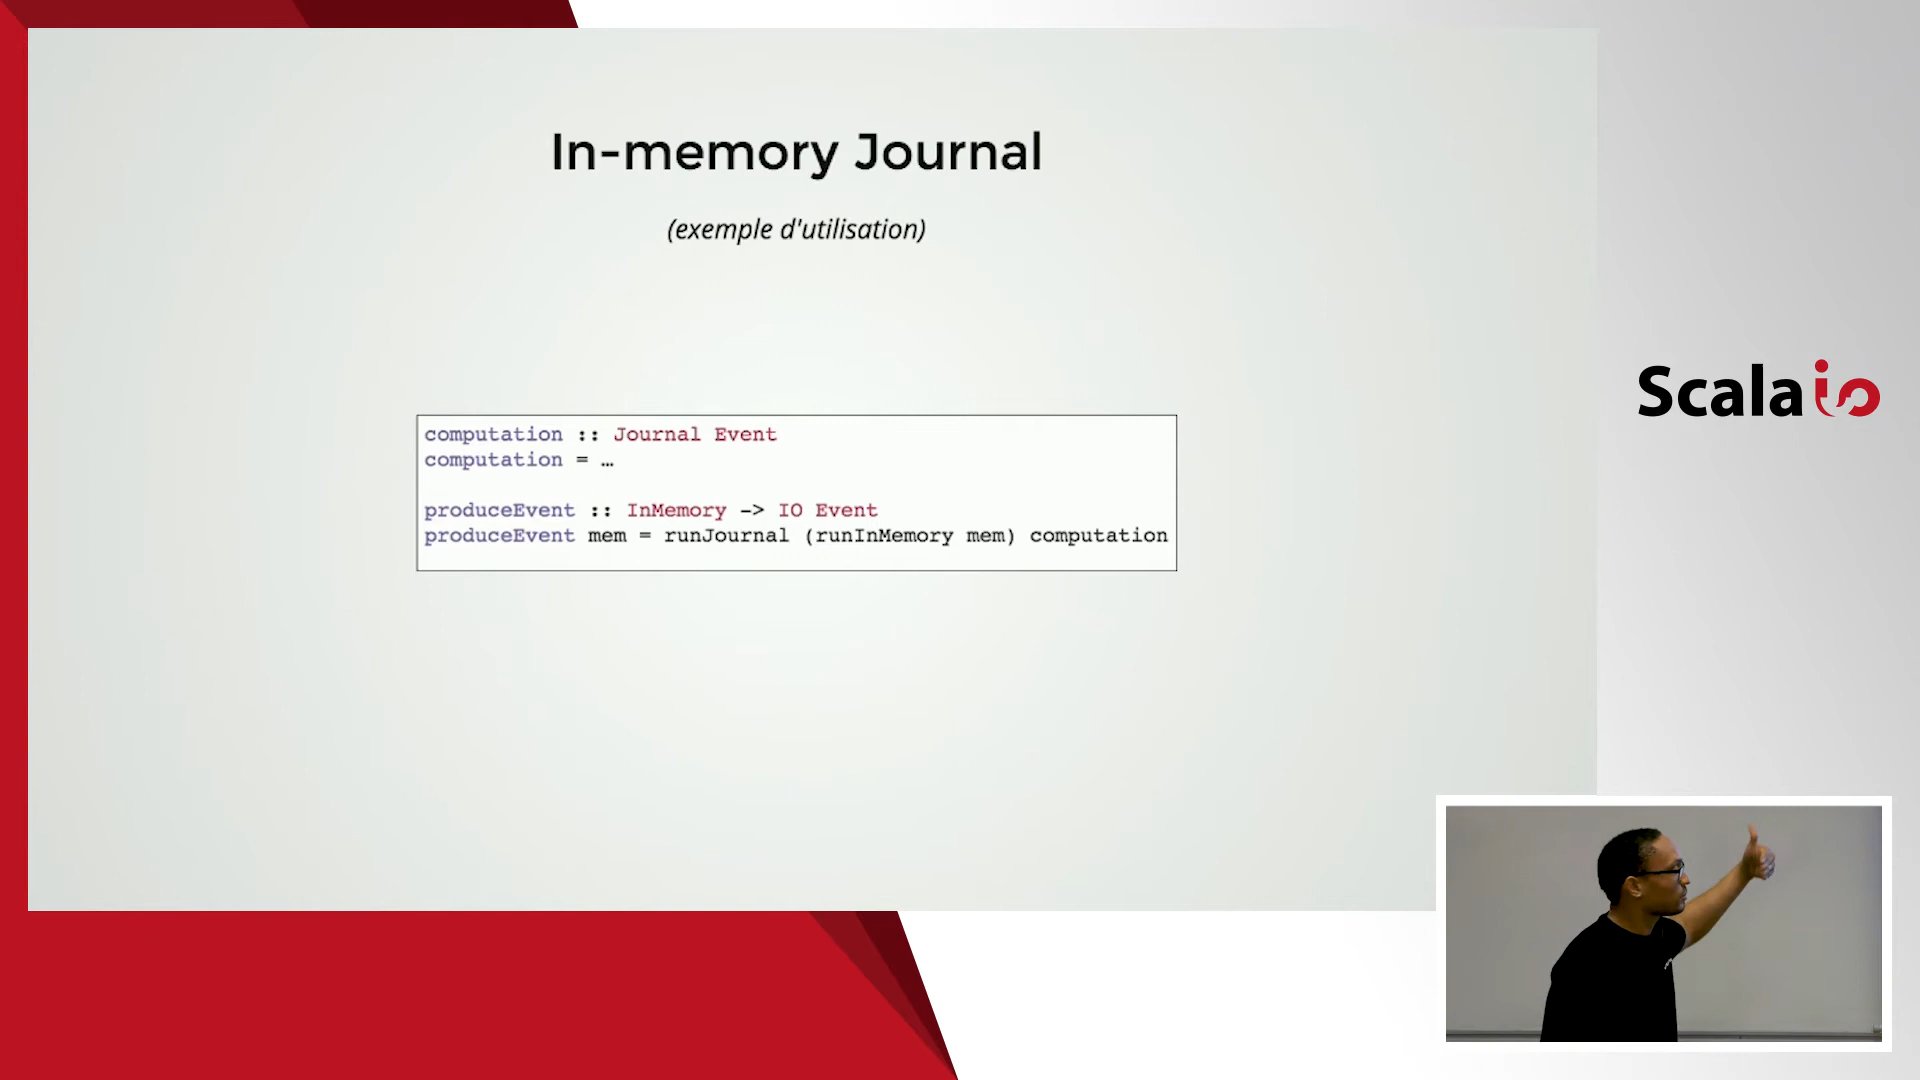 In-memory Journal
(exemple d'utilisation)
computation :: Journal Event
computation = …
produceEvent :: InMemory -> IO Event
produceEvent mem = runJournal (runInMemory mem) computation
Scala io